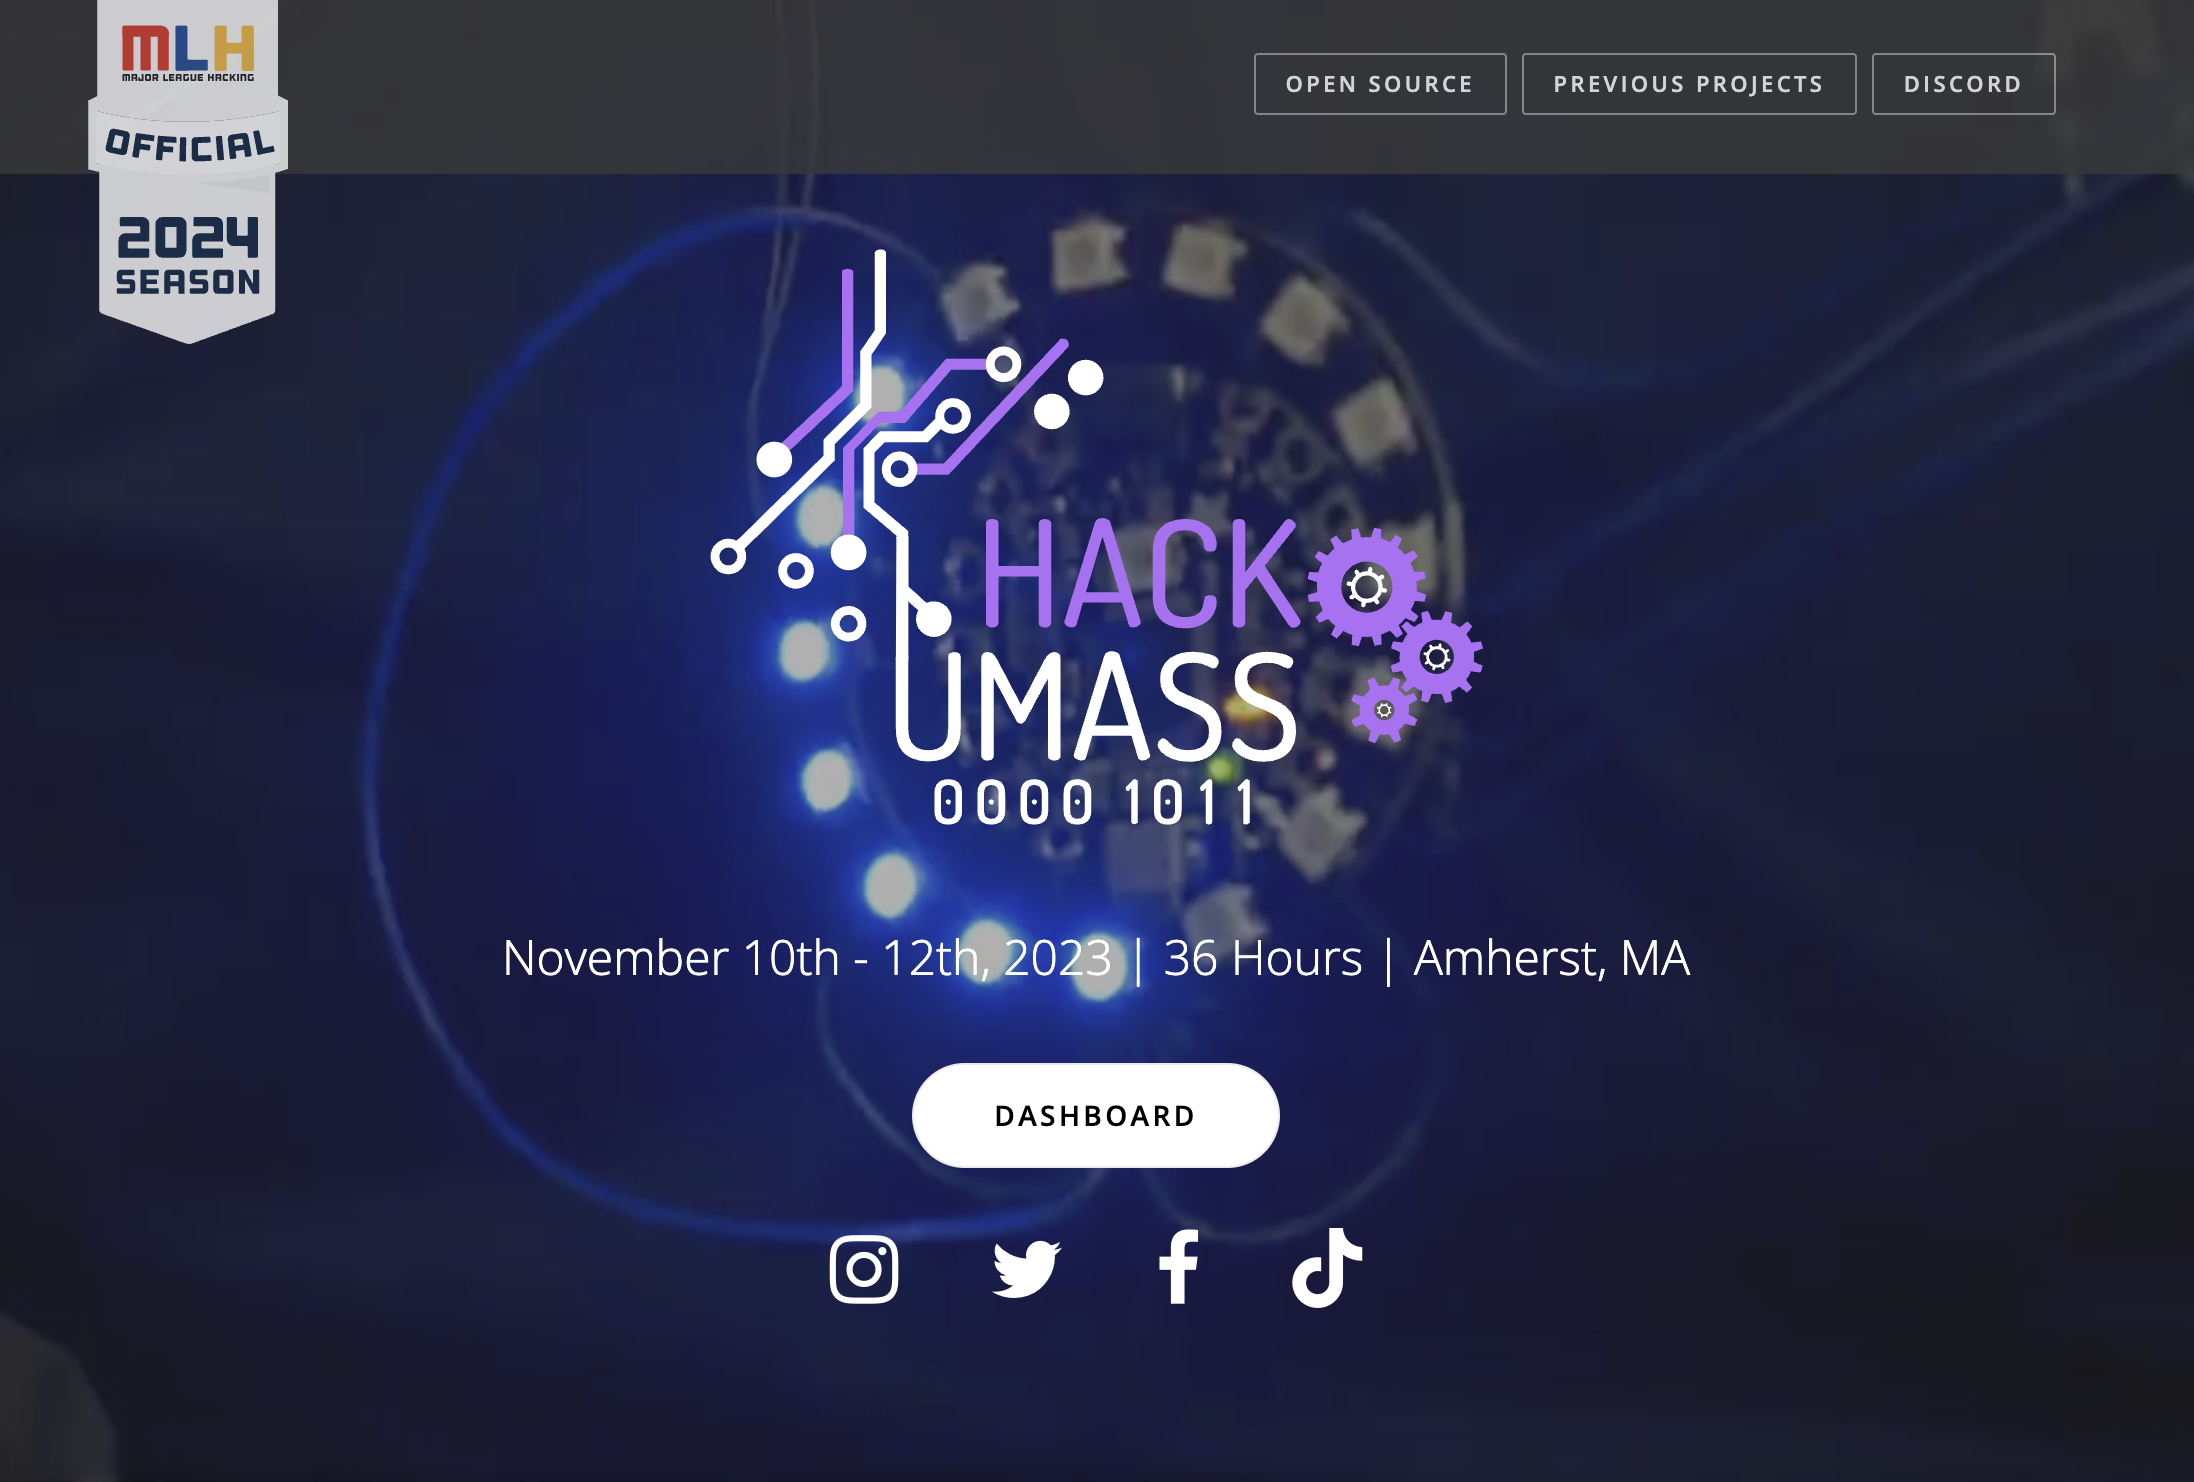 MLH
MAJOR LEAGUE HACKING
OFFICIAL
2024
SEASON
OPEN SOURCE
PREVIOUS PROJECTS
DISCORD
HACK
UMASS
0000 1011
November 10th - 12th, 2023 | 36 Hours | Amherst, MA
DASHBOARD